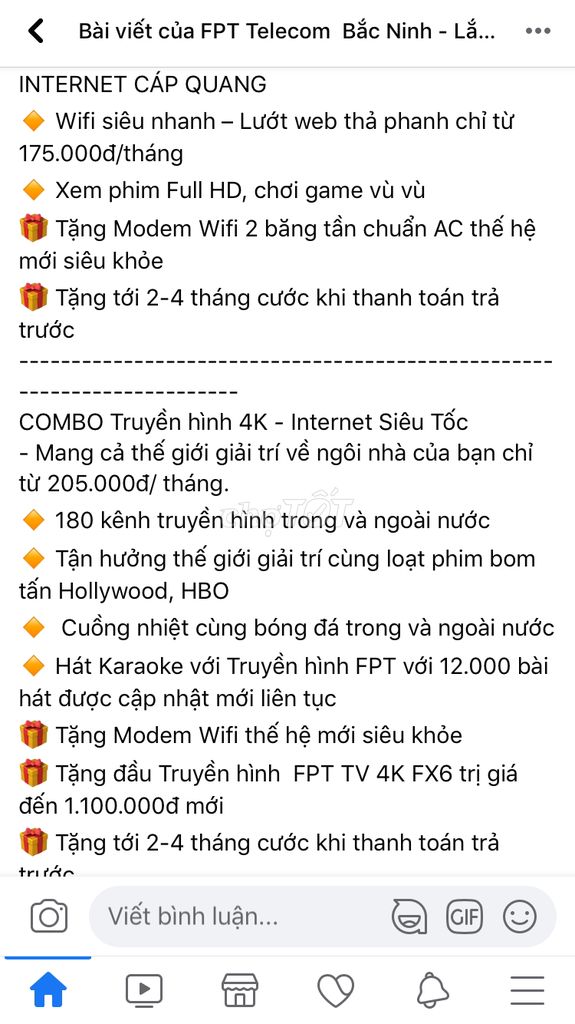 Bài viết của FPT Telecom Bắc Ninh - Lắ...
INTERNET CÁP QUANG
🔶 Wifi siêu nhanh – Lướt web thả phanh chỉ từ
175.000đ/tháng
🔶 Xem phim Full HD, chơi game vù vù
🎁 Tặng Modem Wifi 2 băng tần chuẩn AC thế hệ
mới siêu khỏe
🎁 Tặng tới 2-4 tháng cước khi thanh toán trả
trước
---------------------------------------------------
---------------------
COMBO Truyền hình 4K - Internet Siêu Tốc
- Mang cả thế giới giải trí về ngôi nhà của bạn chỉ
từ 205.000đ/ tháng.
chợTỐT
🔶 180 kênh truyền hình trong và ngoài nước
🔶 Tận hưởng thế giới giải trí cùng loạt phim bom
tấn Hollywood, HBO
🔶 Cuồng nhiệt cùng bóng đá trong và ngoài nước
🔶 Hát Karaoke với Truyền hình FPT với 12.000 bài
hát được cập nhật mới liên tục
🎁 Tặng Modem Wifi thế hệ mới siêu khỏe
🎁 Tặng đầu Truyền hình FPT TV 4K FX6 trị giá
đến 1.100.000đ mới
🎁 Tặng tới 2-4 tháng cước khi thanh toán trả
trước
Viết bình luận...
GIF